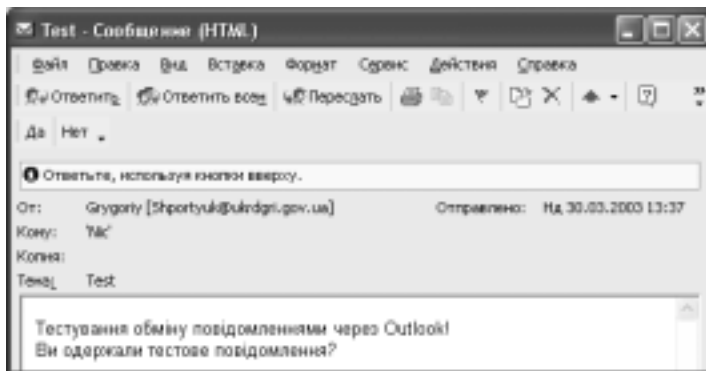 Test - Сообщение (HTML)
Файл Правка Вид Вставка Формат Сервис Действия Справка
Ответить Ответить всем Переслать
Да Нет
Ответьте, используя кнопки вверху.
От: Grygoriy [Shportyuk@ukrdgri.gov.ua] Отправлено: Нд 30.03.2003 13:37
Кому: 'Nic'
Копия:
Тема: Test
Тестування обміну повідомленнями через Outlook!
Ви одержали тестове повідомлення?